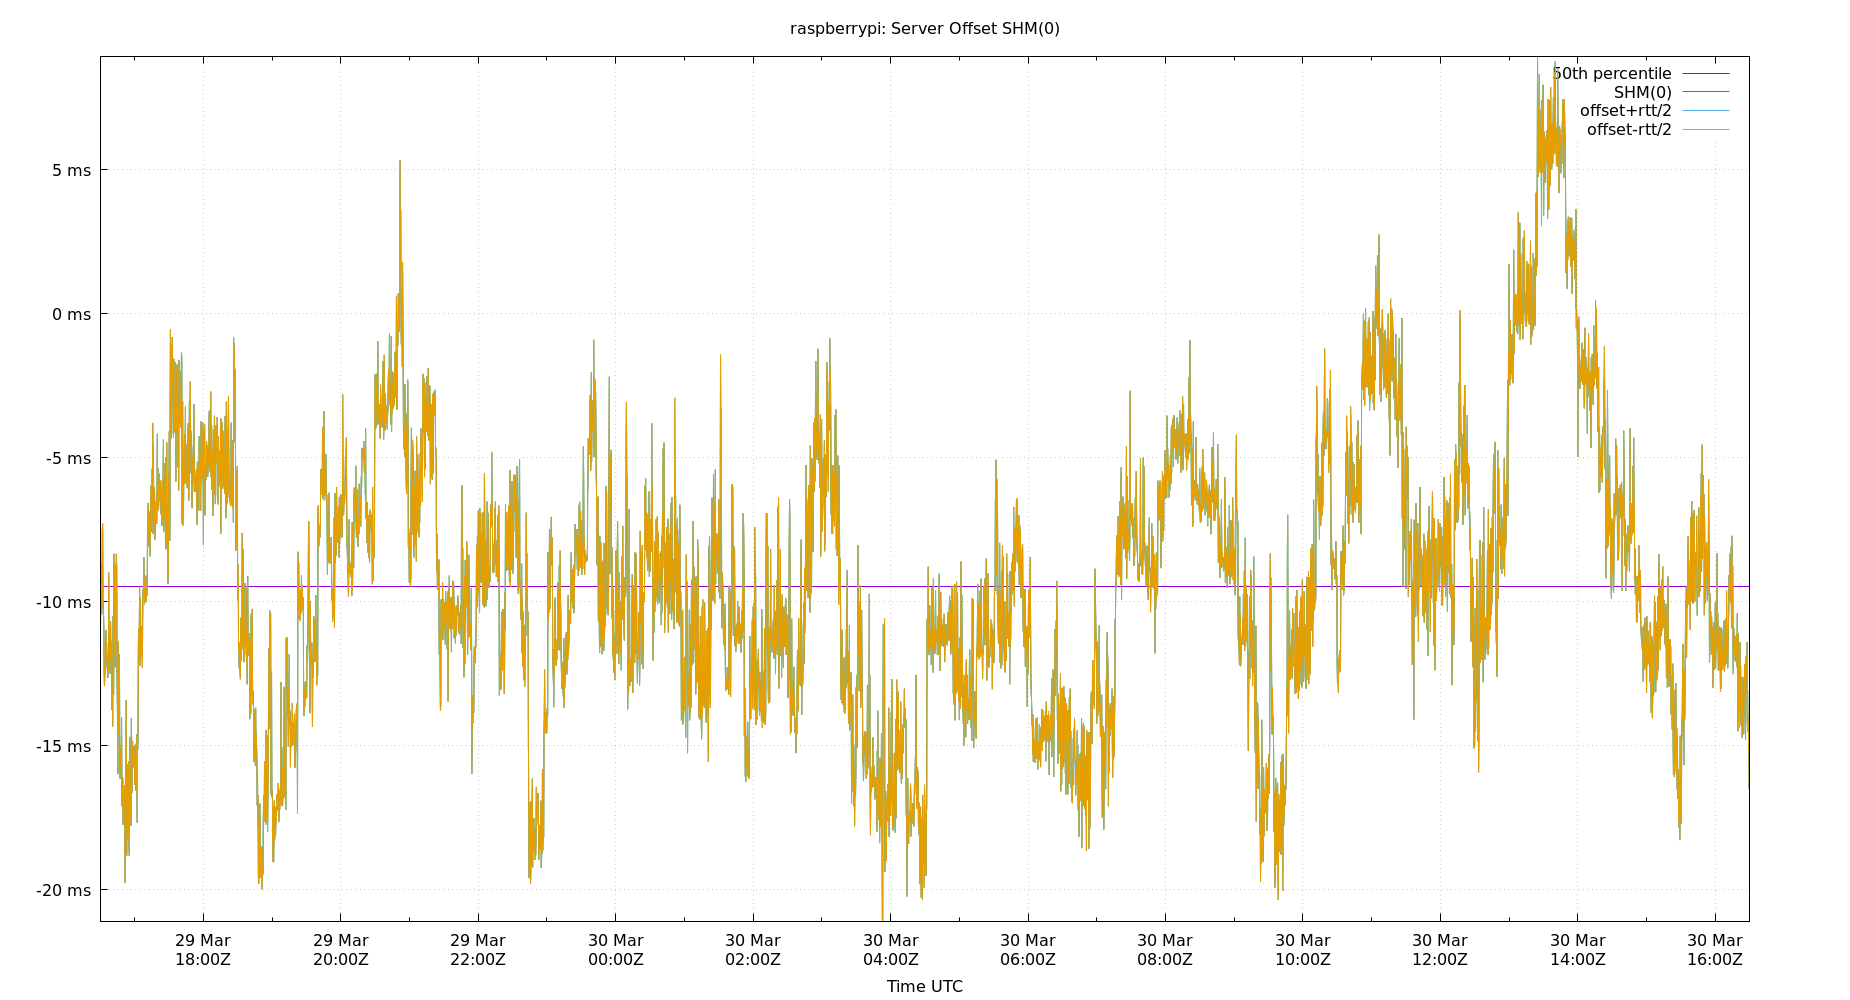 raspberrypi: Server Offset SHM(0)
50th percentile
SHM(0)
offset+rtt/2
offset-rtt/2
5 ms
0 ms
-5 ms
-10 ms
-15 ms
-20 ms
29 Mar 29 Mar 29 Mar 30 Mar 30 Mar 30 Mar 30 Mar 30 Mar 30 Mar 30 Mar 30 Mar 30 Mar
18:00Z 20:00Z 22:00Z 00:00Z 02:00Z 04:00Z 06:00Z 08:00Z 10:00Z 12:00Z 14:00Z 16:00Z
Time UTC